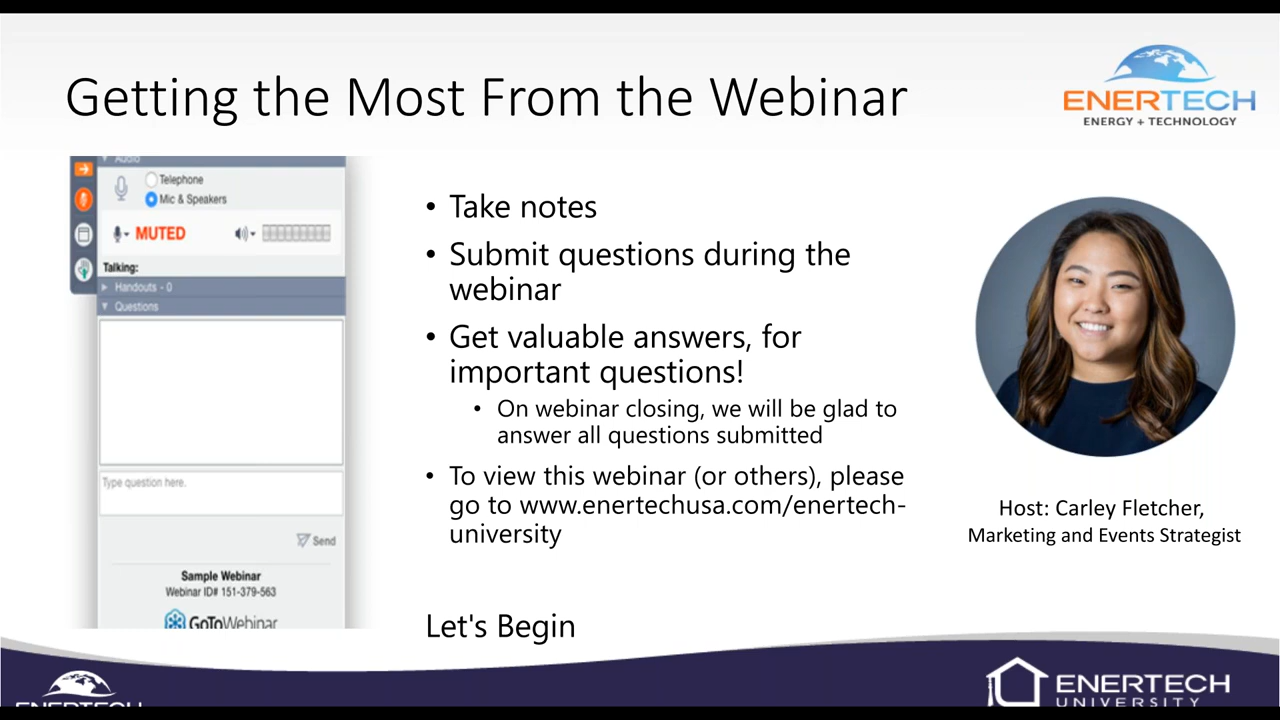 Getting the Most From the Webinar
ENERTECH
ENERGY + TECHNOLOGY
Audio
Telephone
Mic & Speakers
MUTED
Talking:
Handouts - 0
Questions
Type question here.
Send
Sample Webinar
Webinar ID# 151-379-563
GoToWebinar
• Take notes
• Submit questions during the
webinar
• Get valuable answers, for
important questions!
• On webinar closing, we will be glad to
answer all questions submitted
• To view this webinar (or others), please
go to www.enertechusa.com/enertech-
university
Let's Begin
Host: Carley Fletcher,
Marketing and Events Strategist
ENERTECH
ENERTECH
UNIVERSITY